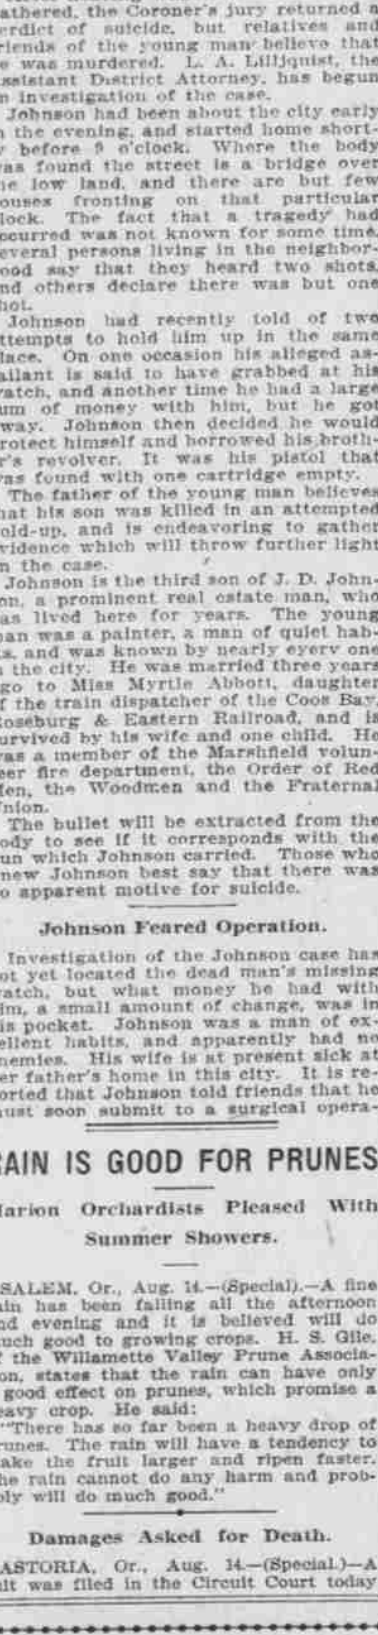 athered, the Coroner's jury returned a
erdict of suicide, but relatives and
riends of the young man believe that
e was murdered. L. A. Lilljquist, the
ssistant District Attorney, has begun
n investigation of the case.
Johnson had been about the city early
n the evening, and started home short-
y before 9 o'clock. Where the body
as found the street is a bridge over
he low land, and there are but few
ouses fronting on that particular
lock. The fact that a tragedy had
ccurred was not known for some time.
everal persons living in the neighbor-
ood say that they heard two shots,
nd others declare there was but one
hot.
Johnson had recently told of two
ttempts to hold him up in the same
lace. On one occasion his alleged as-
ailant is said to have grabbed at his
atch, and another time he had a large
um of money with him, but he got
way. Johnson then decided he would
rotect himself and borrowed his broth-
r's revolver. It was his pistol that
as found with one cartridge empty.
The father of the young man believes
hat his son was killed in an attempted
old-up, and is endeavoring to gather
vidence which will throw further light
n the case.
Johnson is the third son of J. D. John-
on, a prominent real estate man, who
as lived here for years. The young
an was a painter, a man of quiet hab-
ts, and was known by nearly eyerv one
n the city. He was married three years
go to Miss Myrtle Abbott, daughter
f the train dispatcher of the Coos Bay,
oseburg & Eastern Railroad, and is
urvived by his wife and one child. He
as a member of the Marshfield volun-
eer fire department, the Order of Red
en, the Woodmen and the Fraternal
nion.
The bullet will be extracted from the
ody to see if it corresponds with the
un which Johnson carried. Those who
new Johnson best say that there was
o apparent motive for suicide.
Johnson Feared Operation.
Investigation of the Johnson case has
ot yet located the dead man's missing
atch, but what money he had with
im, a small amount of change, was in
is pocket. Johnson was a man of ex-
ellent habits, and apparently had no
nemies. His wife is at present sick at
er father's home in this city. It is re-
orted that Johnson told friends that he
ust soon submit to a surgical opera-
RAIN IS GOOD FOR PRUNES
Marion Orchardists Pleased With
Summer Showers.
SALEM, Or., Aug. 14.—(Special).—A fine
ain has been falling all the afternoon
nd evening and it is believed will do
uch good to growing crops. H. S. Gile,
f the Willamette Valley Prune Associa-
on, states that the rain can have only
good effect on prunes, which promise a
eavy crop. He said:
"There has so far been a heavy drop of
runes. The rain will have a tendency to
ake the fruit larger and ripen faster.
he rain cannot do any harm and prob-
bly will do much good."
Damages Asked for Death.
ASTORIA, Or., Aug. 14.—(Special.)—A
uit was filed in the Circuit Court today